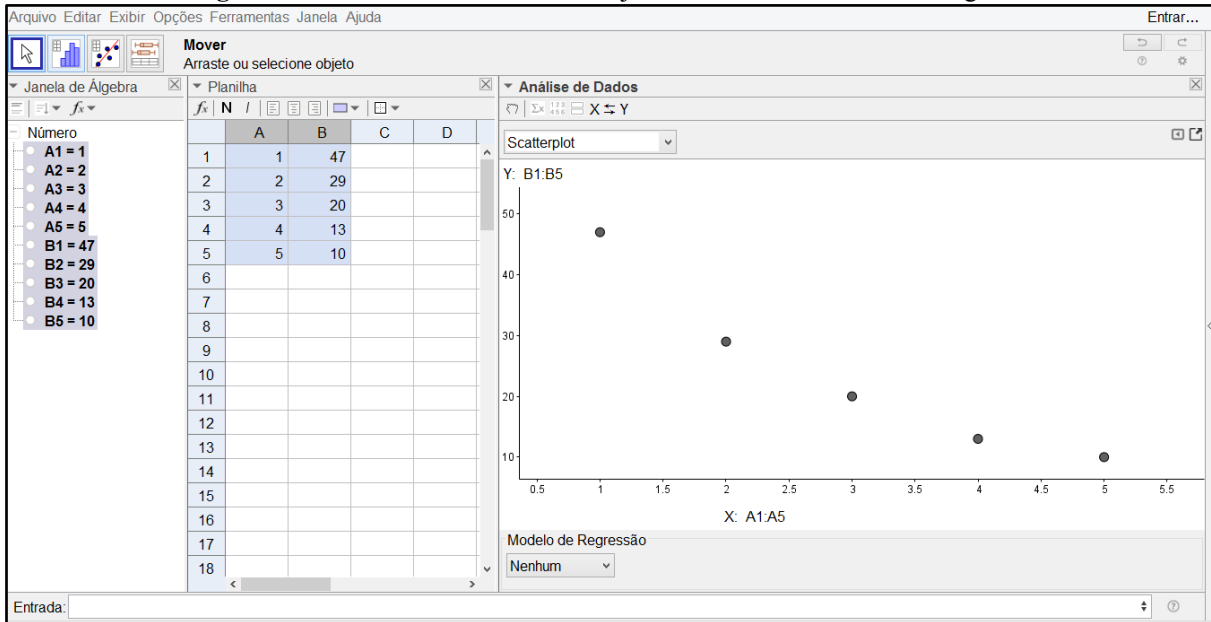 Arquivo Editar Exibir Opções Ferramentas Janela Ajuda Entrar...
Mover
Arraste ou selecione objeto
Janela de Álgebra
Planilha
Análise de Dados
fx
fx N I
Σx 123 456 X Y
Número
A1 = 1
A2 = 2
A3 = 3
A4 = 4
A5 = 5
B1 = 47
B2 = 29
B3 = 20
B4 = 13
B5 = 10
A B C D
1 1 47
2 2 29
3 3 20
4 4 13
5 5 10
6
7
8
9
10
11
12
13
14
15
16
17
18
Scatterplot
Y: B1:B5
50
40
30
20
10
0.5 1 1.5 2 2.5 3 3.5 4 4.5 5 5.5
X: A1:A5
Modelo de Regressão
Nenhum
Entrada: